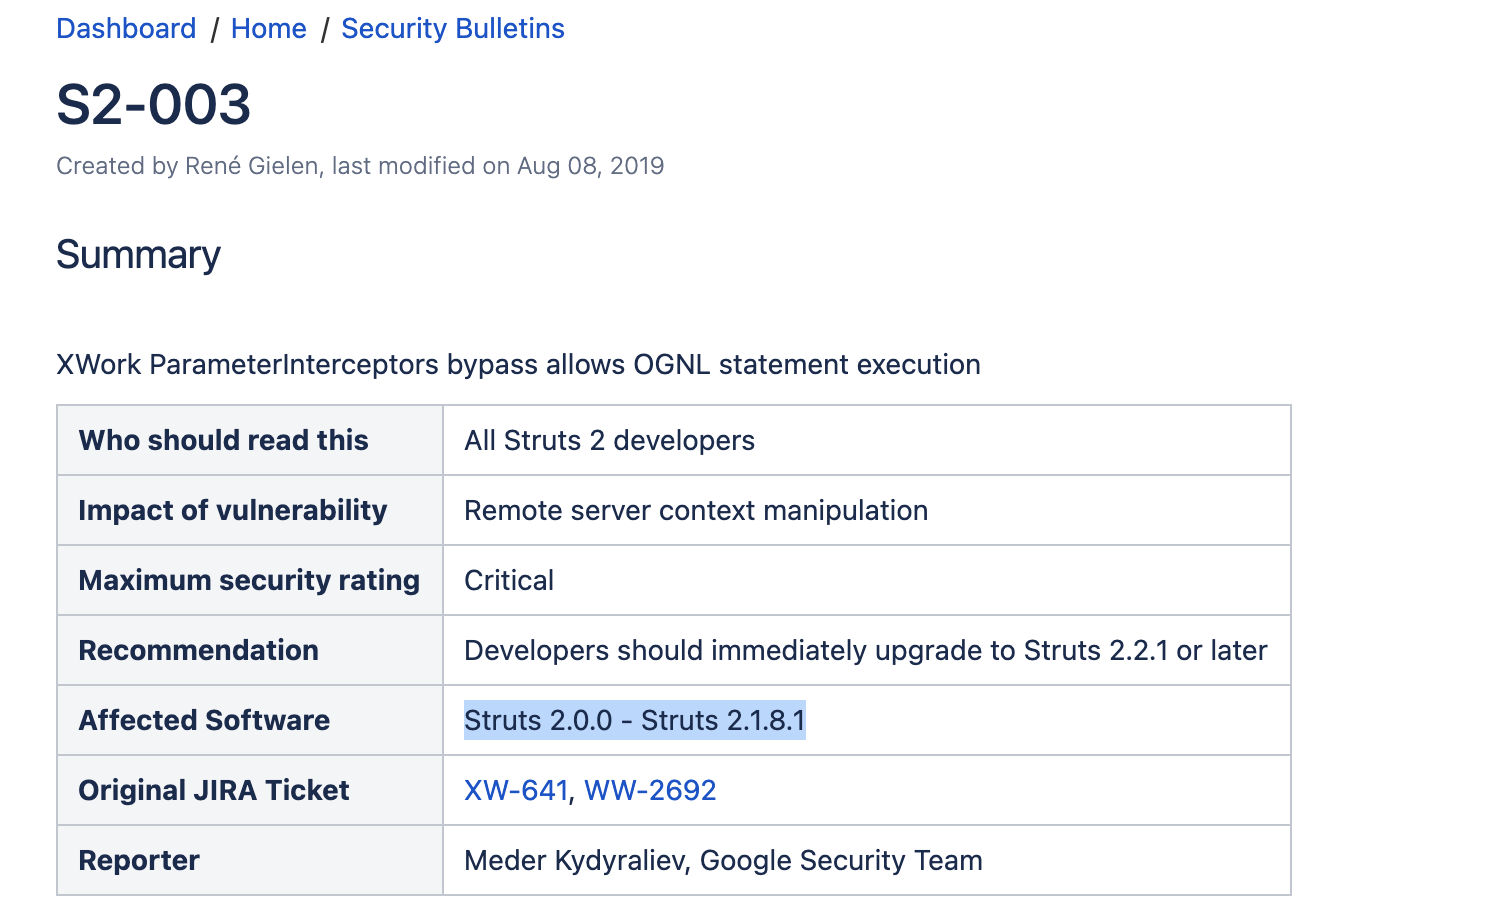 Dashboard / Home / Security Bulletins
S2-003
Created by René Gielen, last modified on Aug 08, 2019
Summary
XWork ParameterInterceptors bypass allows OGNL statement execution
Who should read this All Struts 2 developers
Impact of vulnerability Remote server context manipulation
Maximum security rating Critical
Recommendation Developers should immediately upgrade to Struts 2.2.1 or later
Affected Software Struts 2.0.0 - Struts 2.1.8.1
Original JIRA Ticket XW-641, WW-2692
Reporter Meder Kydyraliev, Google Security Team